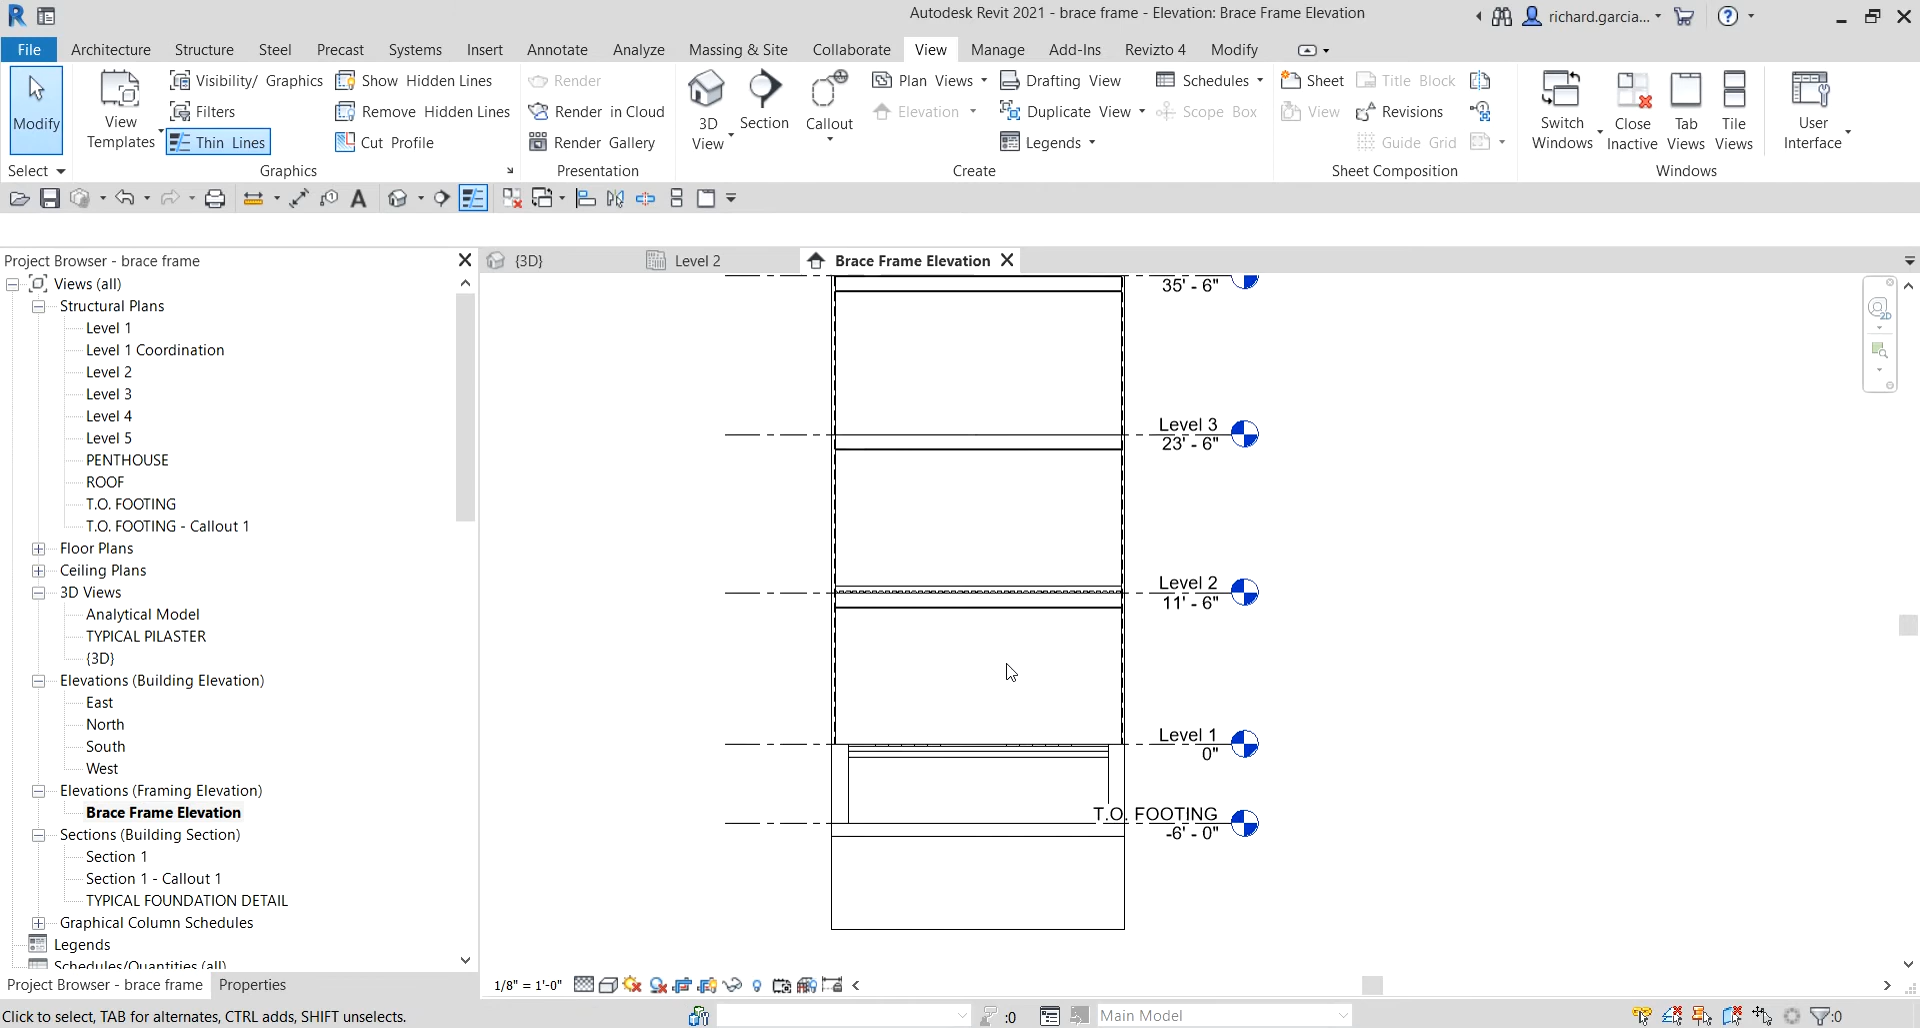 Autodesk Revit 2021 - brace frame - Elevation: Brace Frame Elevation
richard.garcia...
File Architecture Structure Steel Precast Systems Insert Annotate Analyze Massing & Site Collaborate View Manage Add-Ins Revizto 4 Modify
Modify
View Templates
Visibility/ Graphics
Filters
Thin Lines
Show Hidden Lines
Remove Hidden Lines
Cut Profile
Render
Render in Cloud
Render Gallery
3D View
Section
Callout
Plan Views
Elevation
Drafting View
Duplicate View
Legends
Schedules
Scope Box
Sheet
View
Title Block
Revisions
Guide Grid
Switch Windows
Close Inactive
Tab Views
Tile Views
User Interface
Select Graphics Presentation Create Sheet Composition Windows
Project Browser - brace frame
{3D} Level 2 Brace Frame Elevation
Views (all)
Structural Plans
Level 1
Level 1 Coordination
Level 2
Level 3
Level 4
Level 5
PENTHOUSE
ROOF
T.O. FOOTING
T.O. FOOTING - Callout 1
Floor Plans
Ceiling Plans
3D Views
Analytical Model
TYPICAL PILASTER
{3D}
Elevations (Building Elevation)
East
North
South
West
Elevations (Framing Elevation)
Brace Frame Elevation
Sections (Building Section)
Section 1
Section 1 - Callout 1
TYPICAL FOUNDATION DETAIL
Graphical Column Schedules
Legends
Schedules/Quantities (all)
35' - 6"
Level 3
23' - 6"
Level 2
11' - 6"
Level 1
0"
T.O. FOOTING
-6' - 0"
2D
Project Browser - brace frame Properties
1/8" = 1'-0"
Click to select, TAB for alternates, CTRL adds, SHIFT unselects.
:0
Main Model
:0